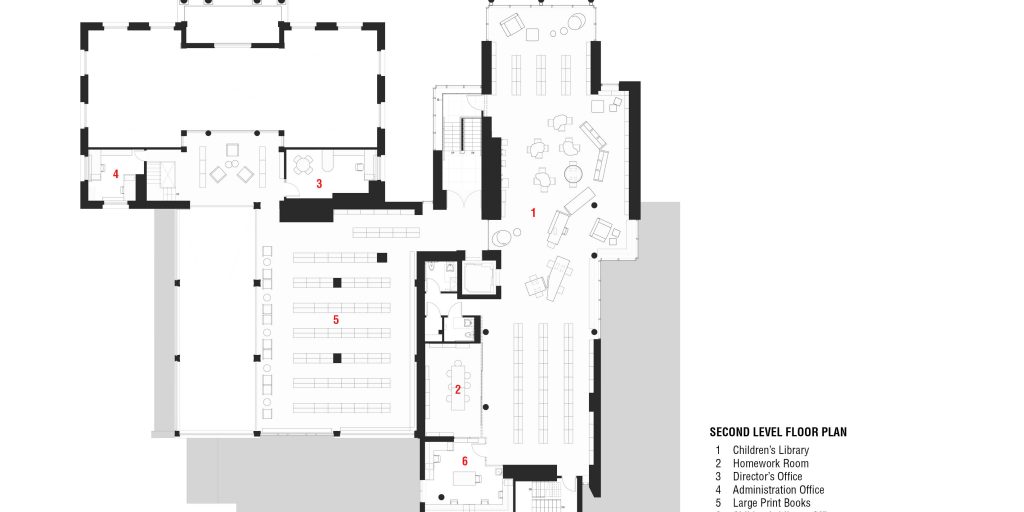 4
3
1
5
2
6
SECOND LEVEL FLOOR PLAN
1 Children's Library
2 Homework Room
3 Director's Office
4 Administration Office
5 Large Print Books